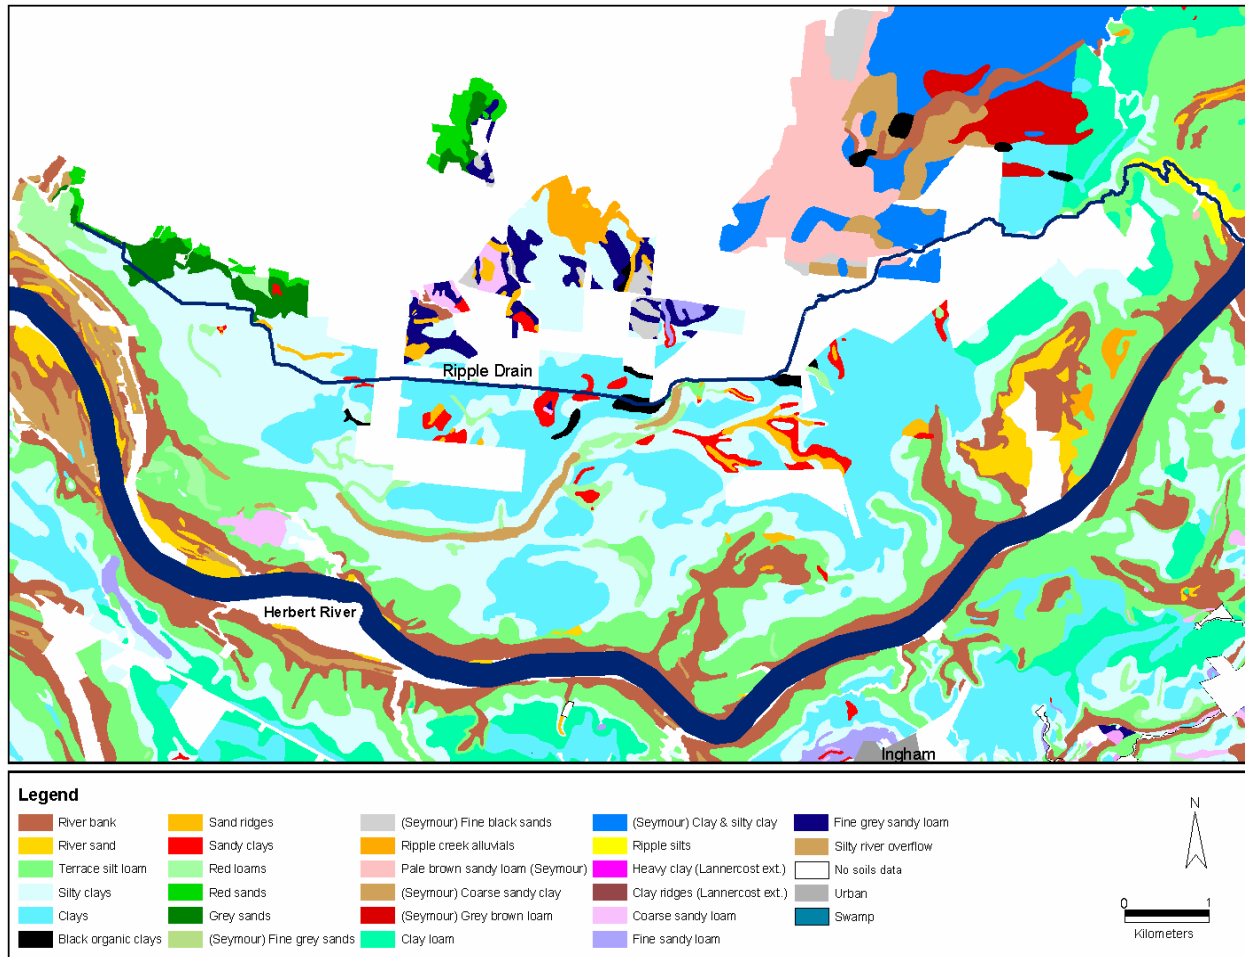 Ripple Drain
Herbert River
Ingham
Legend
River bank
River sand
Terrace silt loam
Silty clays
Clays
Black organic clays
Sand ridges
Sandy clays
Red loams
Red sands
Grey sands
(Seymour) Fine grey sands
(Seymour) Fine black sands
Ripple creek alluvials
Pale brown sandy loam (Seymour)
(Seymour) Coarse sandy clay
(Seymour) Grey brown loam
Clay loam
(Seymour) Clay & silty clay
Ripple silts
Heavy clay (Lannercost ext.)
Clay ridges (Lannercost ext.)
Coarse sandy loam
Fine sandy loam
Fine grey sandy loam
Silty river overflow
No soils data
Urban
Swamp
N
0 1
Kilometers